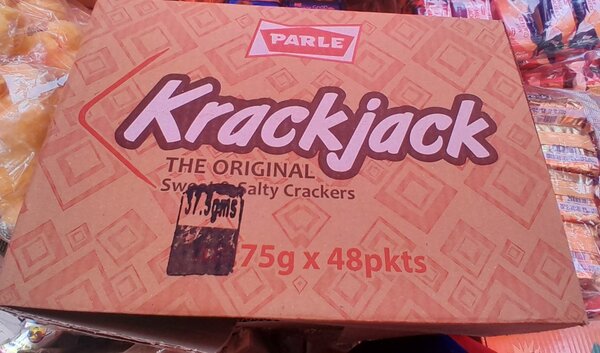 PARLE
Krackjack
THE ORIGINAL
Salty Crackers
37.5gms
75g x 48pkts